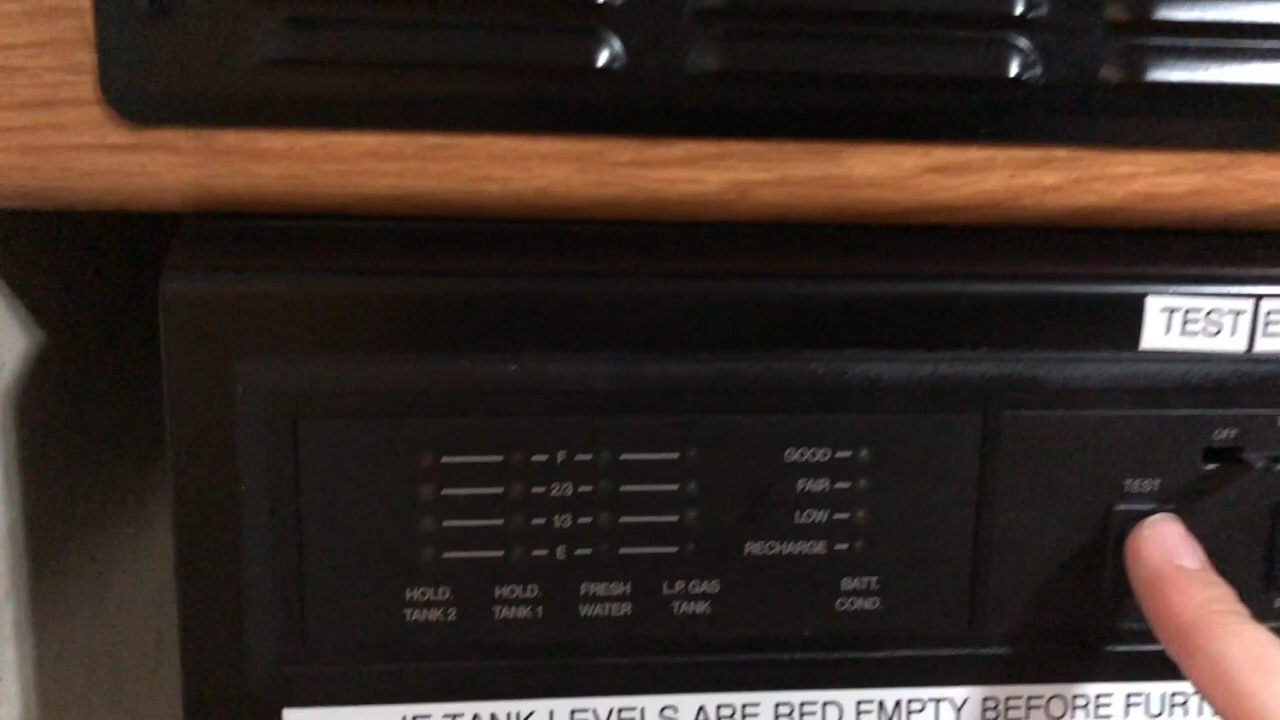 TEST
OFF
TEST
F
2/3
1/3
E
GOOD
FAIR
LOW
RECHARGE
HOLD. TANK 2
HOLD. TANK 1
FRESH WATER
L.P. GAS TANK
BATT. COND.
IF TANK LEVELS ARE RED EMPTY BEFORE